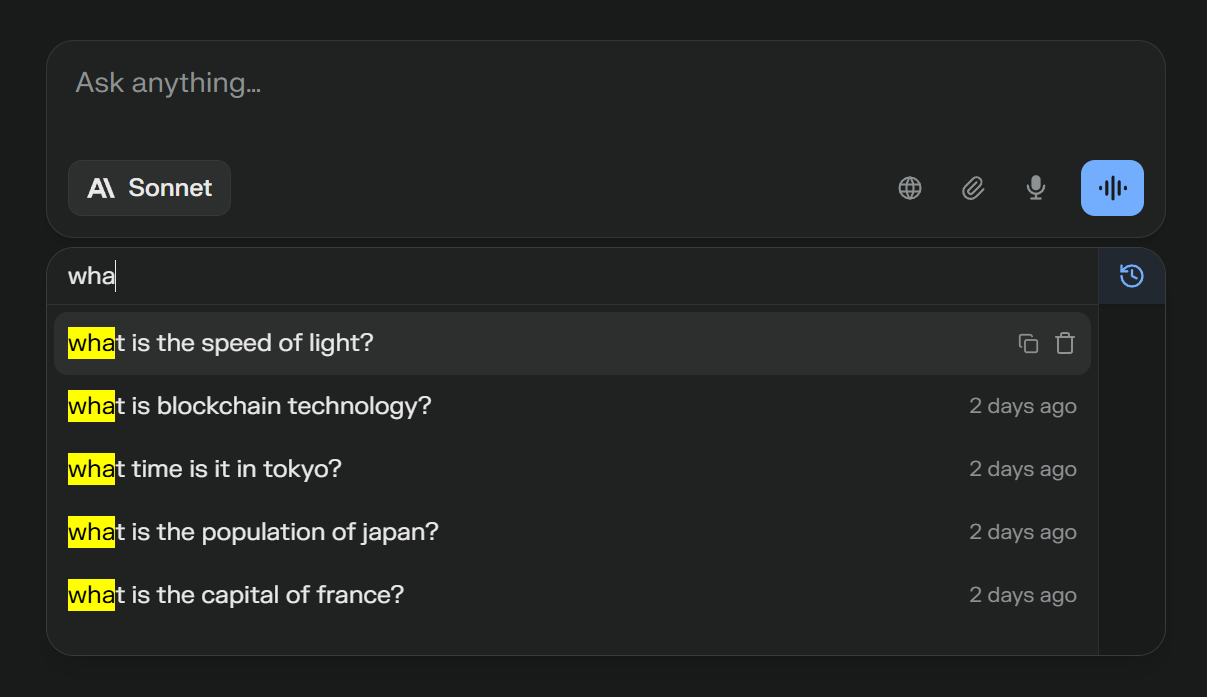 Ask anything…
Sonnet
wha
what is the speed of light?
what is blockchain technology? 2 days ago
what time is it in tokyo? 2 days ago
what is the population of japan? 2 days ago
what is the capital of france? 2 days ago